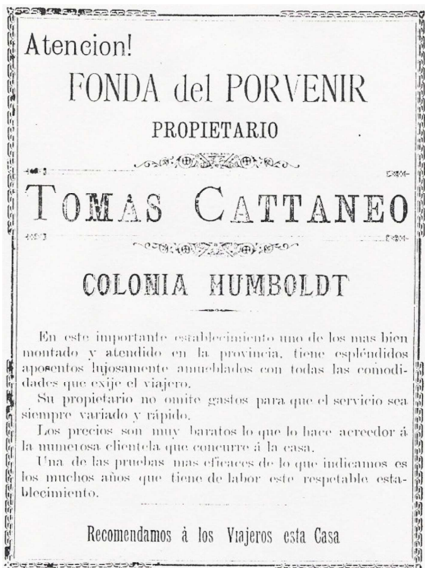 Atencion!
FONDA del PORVENIR
PROPIETARIO
TOMAS CATTANEO
COLONIA HUMBOLDT
En este importante establecimiento uno de los mas bien
montado y atendido en la provincia, tiene espléndidos
aposentos lujosamente amueblados con todas las comodi-
dades que exije el viajero.
Su propietario no omite gastos para que el servicio sea
siempre variado y rápido.
Los precios son muy baratos lo que lo hace acreedor á
la numerosa clientela que concurre á la casa.
Una de las pruebas mas eficaces de lo que indicamos es
los muchos años que tiene de labor este respetable esta-
blecimiento.
Recomendamos á los Viajeros esta Casa